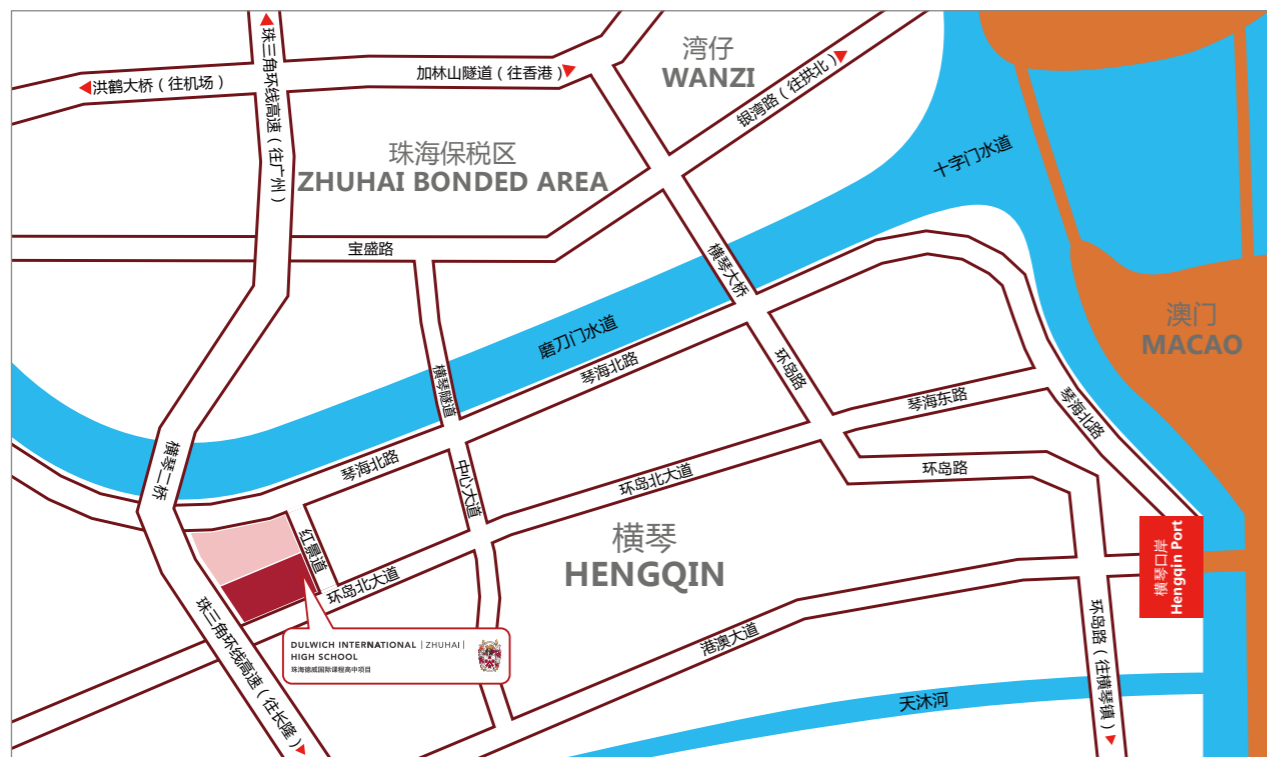 珠三角环线高速（往广州）
湾仔
WANZI
洪鹤大桥（往机场）
加林山隧道（往香港）
银湾路（往拱北）
十字门水道
珠海保税区
ZHUHAI BONDED AREA
宝盛路
横琴大桥
澳门
MACAO
磨刀门水道
琴海北路
环岛路
横琴隧道
琴海东路
琴海北路
横琴二桥
琴海北路
中心大道
环岛北大道
环岛路
红景道
横琴
HENGQIN
横琴口岸
Hengqin Port
环岛北大道
珠三角环线高速（往长隆）
港澳大道
环岛路（往横琴镇）
DULWICH INTERNATIONAL | ZHUHAI |
HIGH SCHOOL
珠海德威国际课程高中项目
天沐河